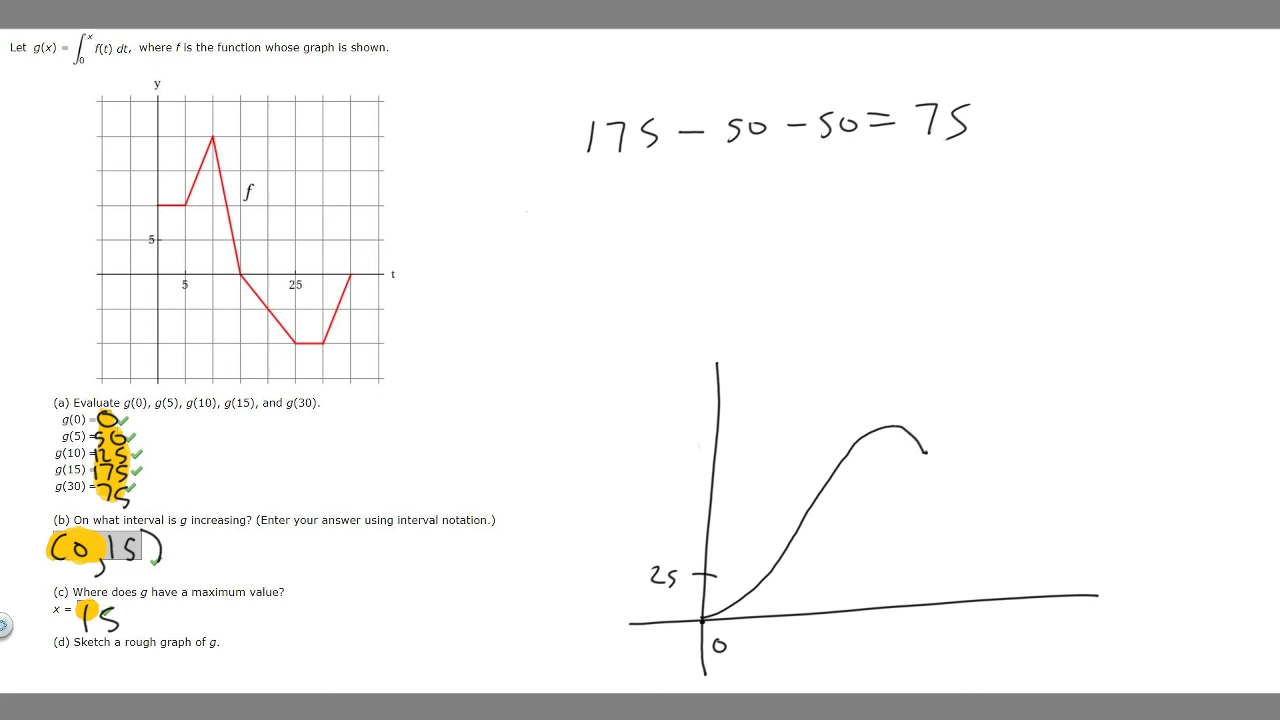 Let g(x) = ∫₀ˣ f(t) dt, where f is the function whose graph is shown.
y
f
5
t
5
25
175 - 50 - 50 = 75
(a) Evaluate g(0), g(5), g(10), g(15), and g(30).
g(0) = 0
g(5) = 50
g(10) = 125
g(15) = 175
g(30) = 75
(b) On what interval is g increasing? (Enter your answer using interval notation.)
(0,15)
(c) Where does g have a maximum value?
x = 15
(d) Sketch a rough graph of g.
25
0